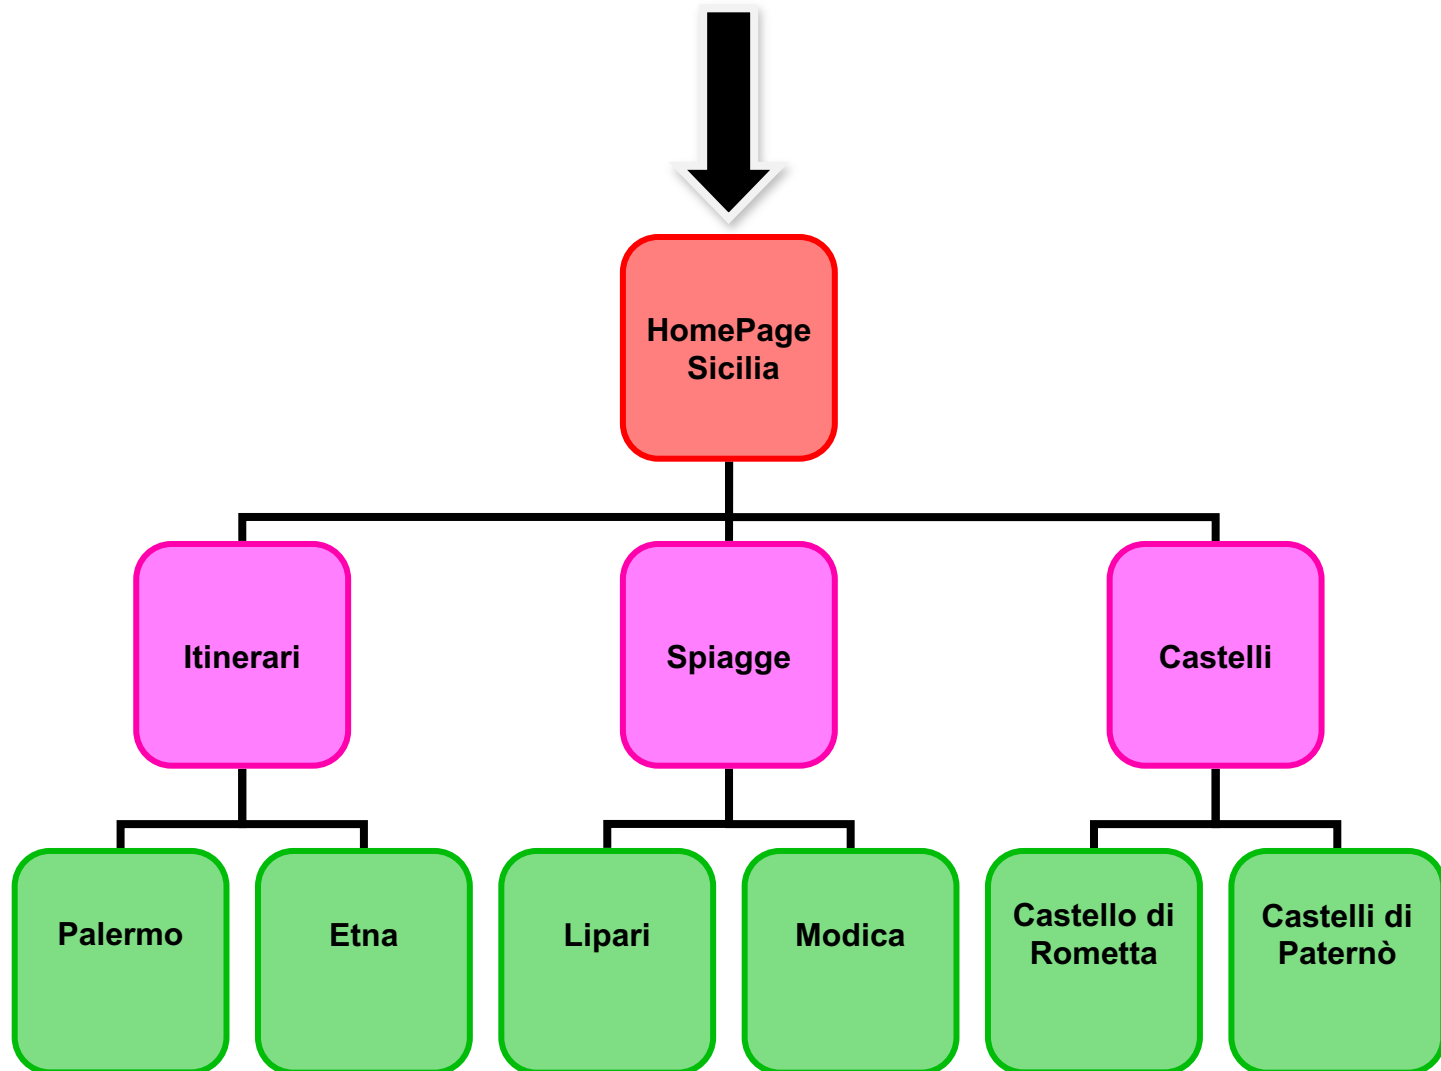 HomePage
Sicilia
Itinerari
Spiagge
Castelli
Palermo
Etna
Lipari
Modica
Castello di
Rometta
Castelli di
Paternò